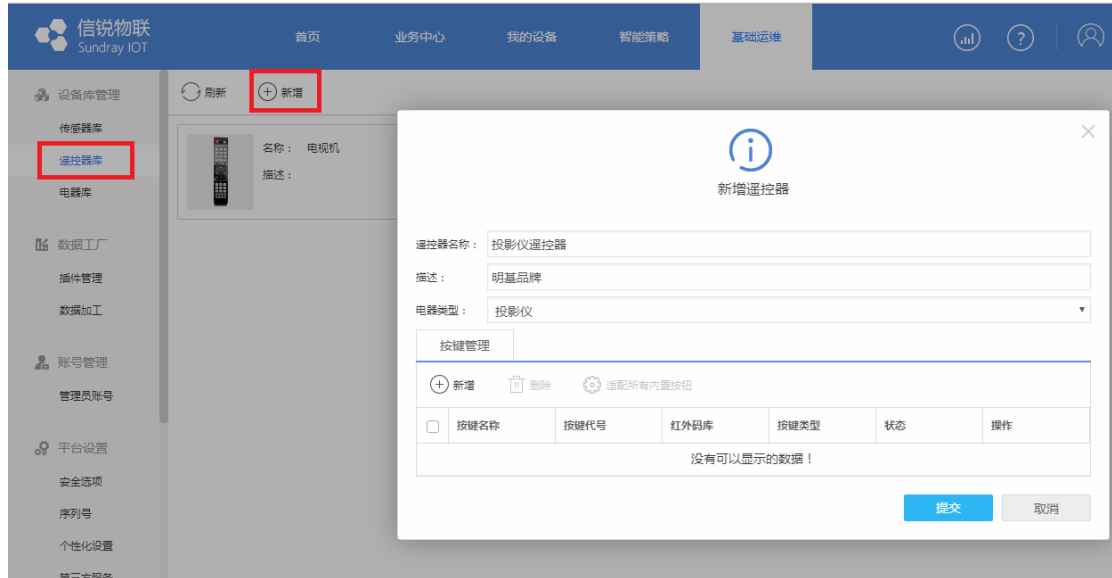 信锐物联
Sundray IOT
首页 业务中心 我的设备 智能策略 基础运维
设备库管理
传感器库
遥控器库
电器库
数据工厂
插件管理
数据加工
账号管理
管理员账号
平台设置
安全选项
序列号
个性化设置
第三方服务
刷新 新增
名称： 电视机
描述：
新增遥控器
遥控器名称： 投影仪遥控器
描述： 明基品牌
电器类型： 投影仪
按键管理
新增 删除 适配所有内置按钮
按键名称 按键代号 红外码库 按键类型 状态 操作
没有可以显示的数据！
提交 取消